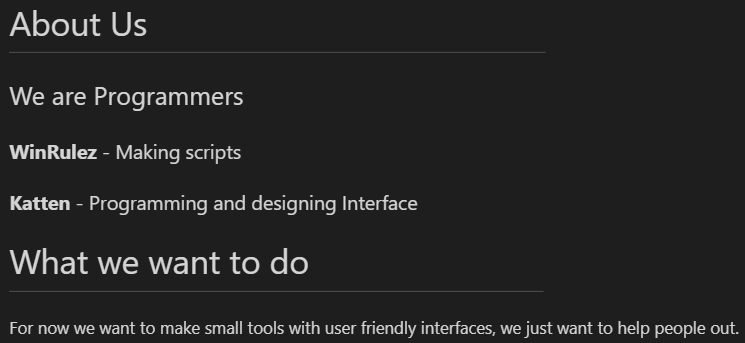 About Us
We are Programmers
WinRulez - Making scripts
Katten - Programming and designing Interface
What we want to do
For now we want to make small tools with user friendly interfaces, we just want to help people out.